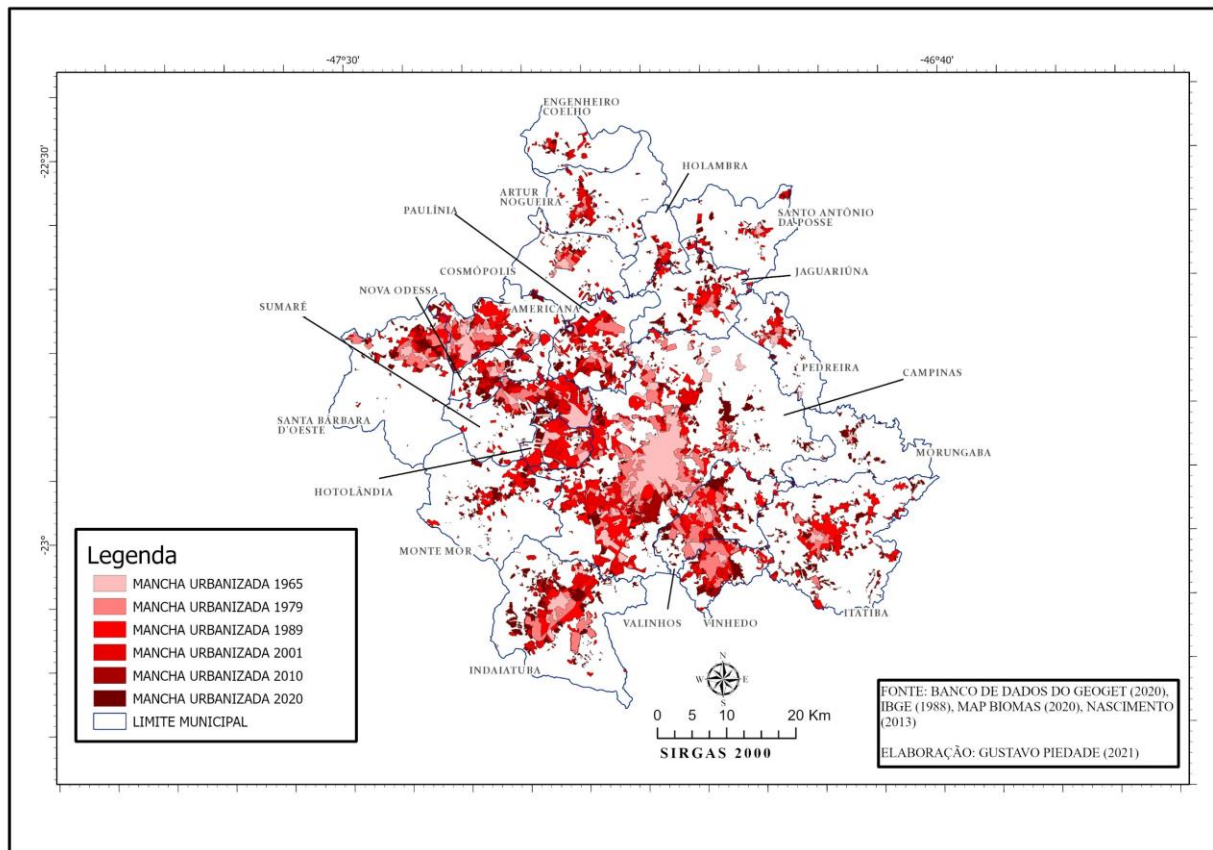 -47°30'
-46°40'
-22°30'
-23°
ENGENHEIRO
COELHO
HOLAMBRA
ARTUR
NOGUEIRA
PAULÍNIA
SANTO ANTÔNIO
DA POSSE
COSMÓPOLIS
JAGUARIÚNA
NOVA ODESSA
SUMARÉ
AMERICANA
PEDREIRA
CAMPINAS
SANTA BÁRBARA
D'OESTE
MORUNGABA
HOTOLÂNDIA
MONTE MOR
ITATIBA
VALINHOS
VINHEDO
INDAIATUBA
Legenda
MANCHA URBANIZADA 1965
MANCHA URBANIZADA 1979
MANCHA URBANIZADA 1989
MANCHA URBANIZADA 2001
MANCHA URBANIZADA 2010
MANCHA URBANIZADA 2020
LIMITE MUNICIPAL
N
W E
S
0 5 10 20 Km
SIRGAS 2000
FONTE: BANCO DE DADOS DO GEOGET (2020),
IBGE (1988), MAP BIOMAS (2020), NASCIMENTO
(2013)
ELABORAÇÃO: GUSTAVO PIEDADE (2021)